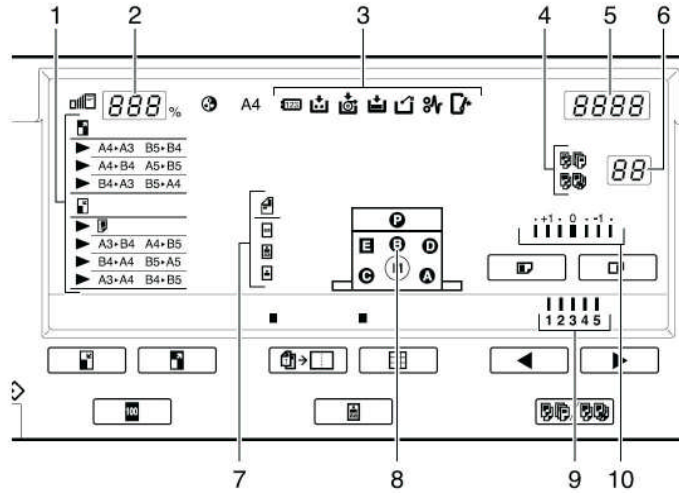 1 2 3 4 5 6
888 % A4 123 8888
A4▸A3 B5▸B4
A4▸B4 A5▸B5
B4▸A3 B5▸A4
88
A3▸B4 A4▸B5
B4▸A4 B5▸A5
A3▸A4 B4▸B5
P
E B D
C A
· +1 · 0 · -1 ·
1 2 3 4 5
100
7 8 9 10